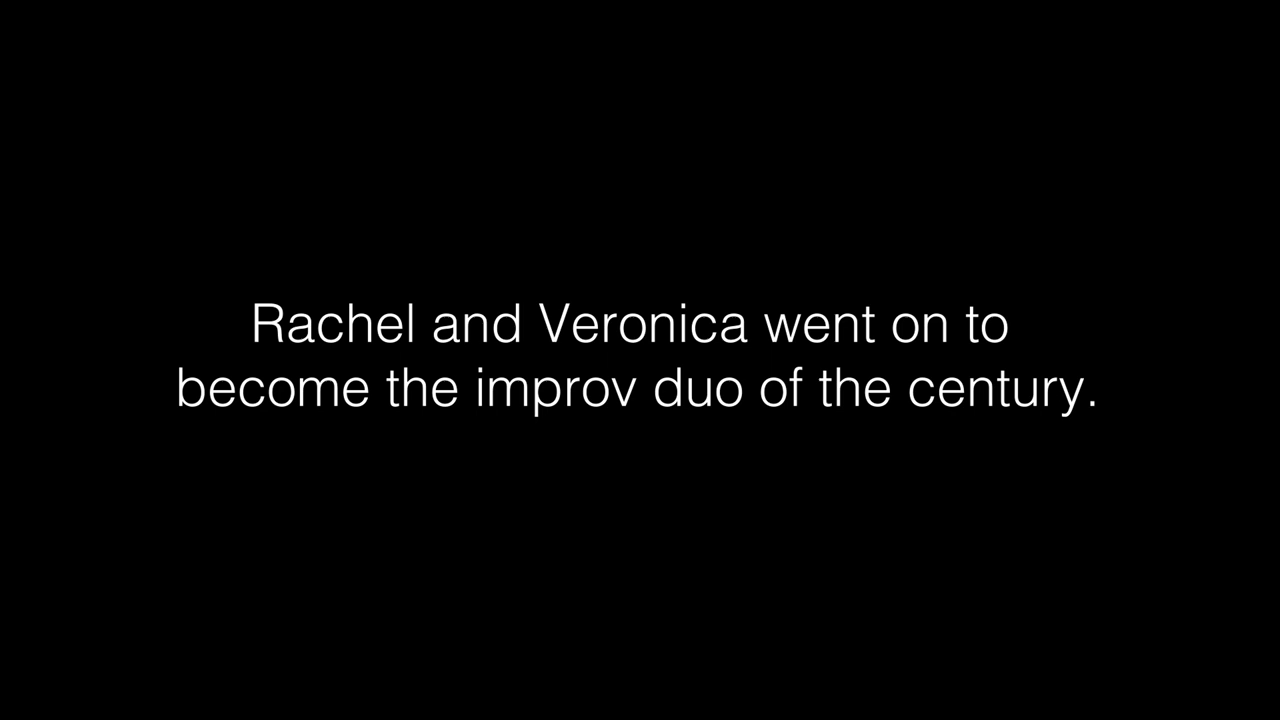 Rachel and Veronica went on to
become the improv duo of the century.